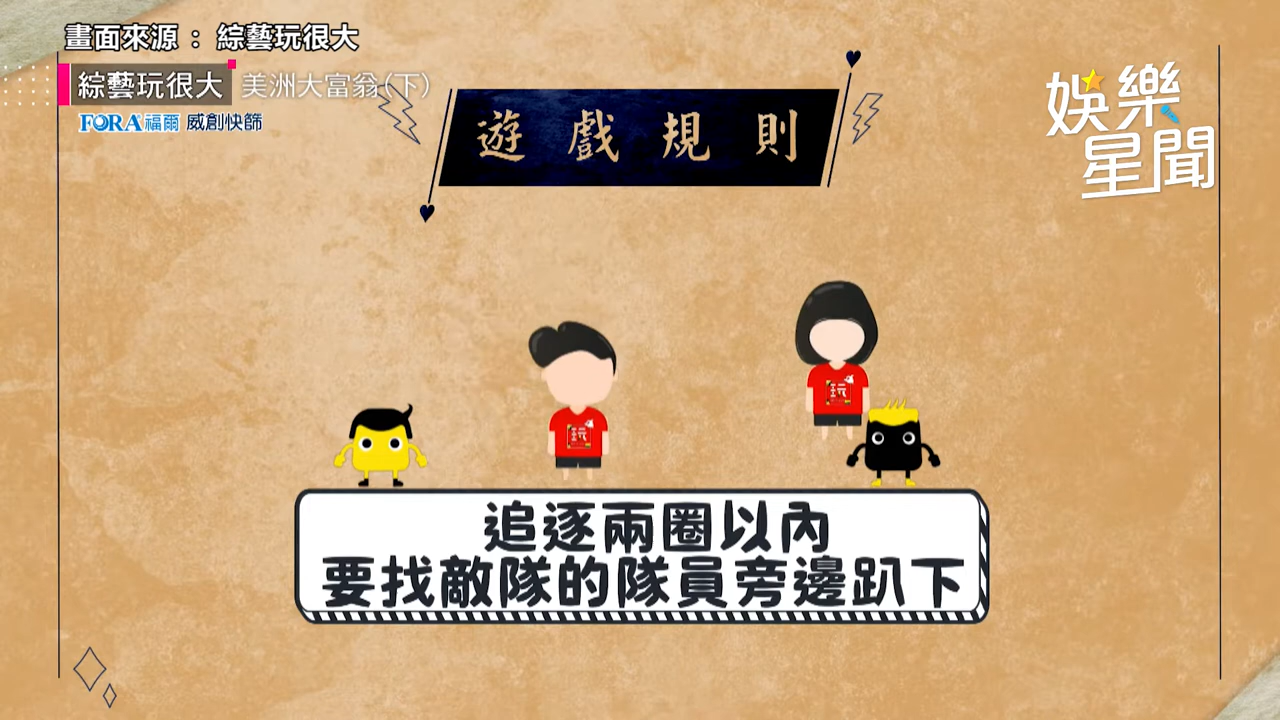 畫面來源 : 綜藝玩很大
綜藝玩很大 美洲大富翁(下)
FORA福爾 威創快篩
娛樂
星聞
遊戲規則
玩
玩
追逐兩圈以內
要找敵隊的隊員旁邊趴下